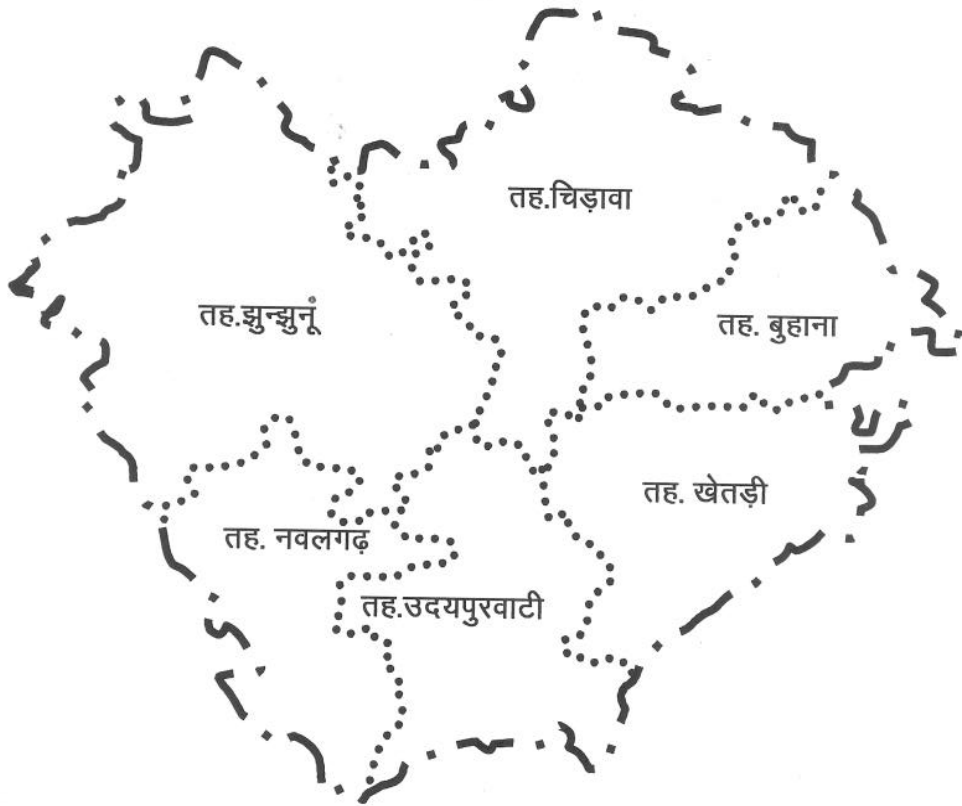 तह.चिड़ावा
तह.झुन्झुनूं
तह. बुहाना
तह. खेतड़ी
तह. नवलगढ़
तह.उदयपुरवाटी